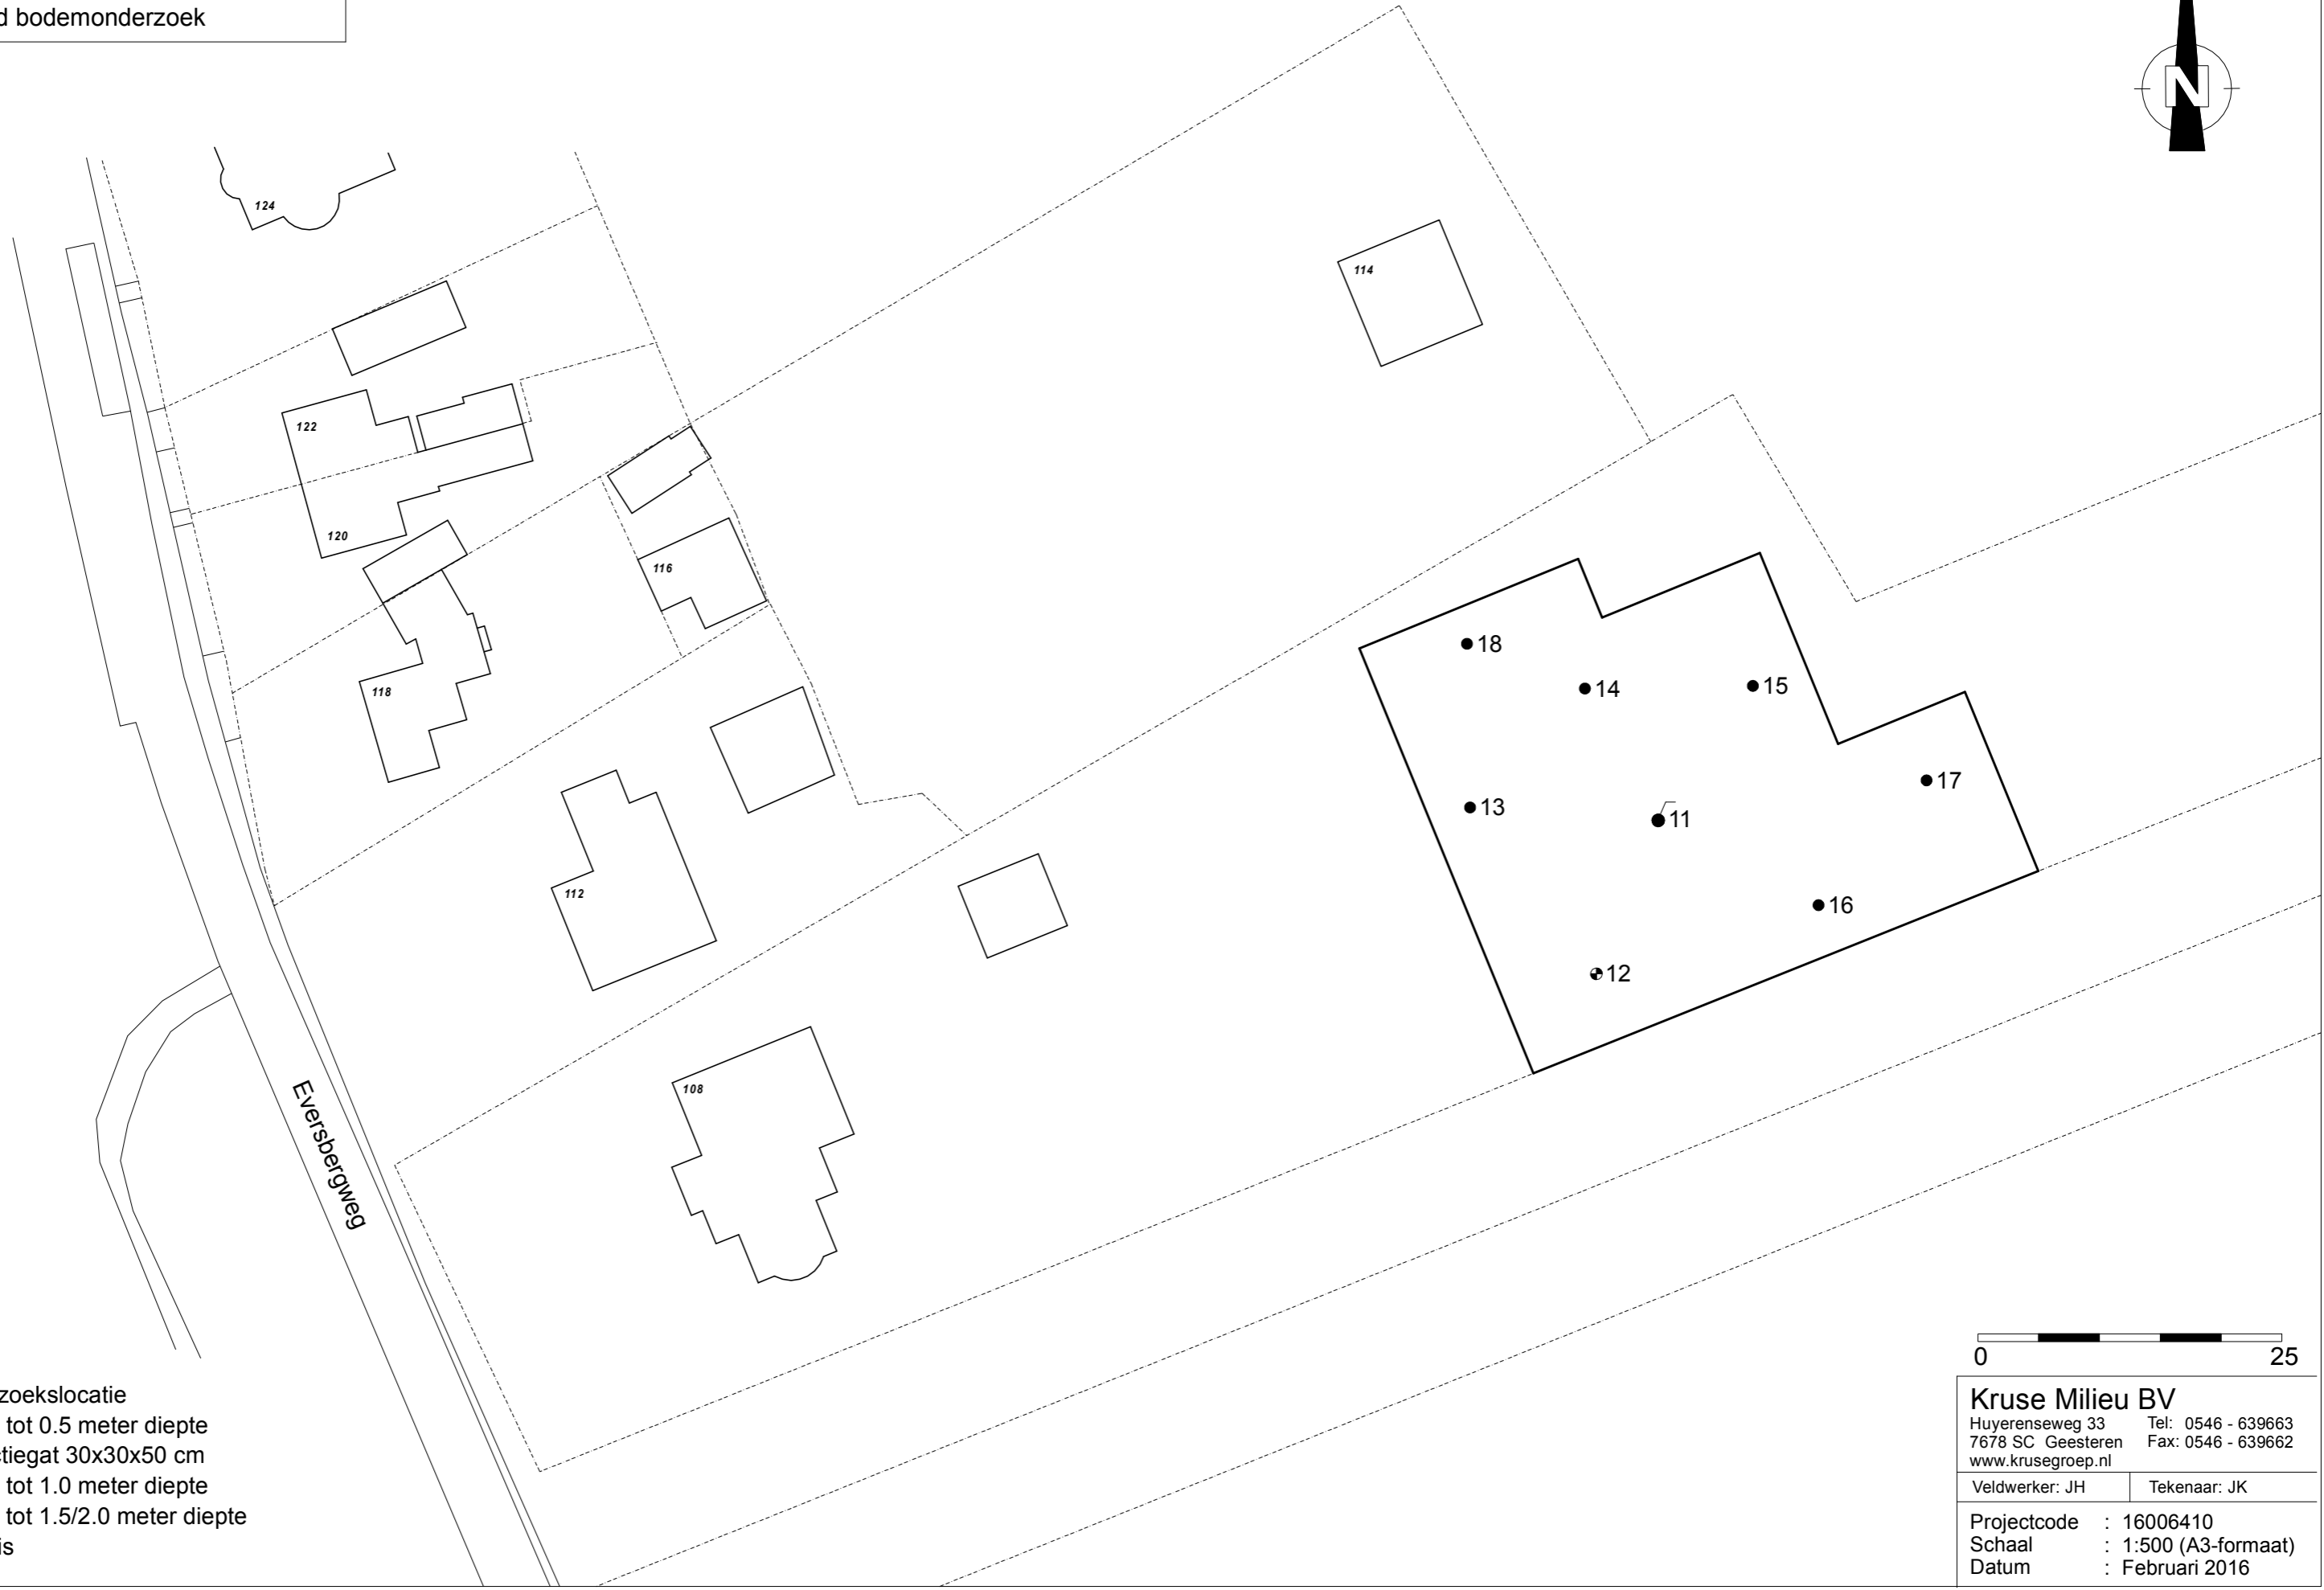 d bodemonderzoek
N
124
114
122
120
116
118
112
108
18
14
15
13
11
17
16
12
Eversbergweg
zoekslocatie
tot 0.5 meter diepte
ctiegat 30x30x50 cm
tot 1.0 meter diepte
tot 1.5/2.0 meter diepte
is
0 25
Kruse Milieu BV
Huyerenseweg 33 Tel: 0546 - 639663
7678 SC Geesteren Fax: 0546 - 639662
www.krusegroep.nl
Veldwerker: JH Tekenaar: JK
Projectcode : 16006410
Schaal : 1:500 (A3-formaat)
Datum : Februari 2016